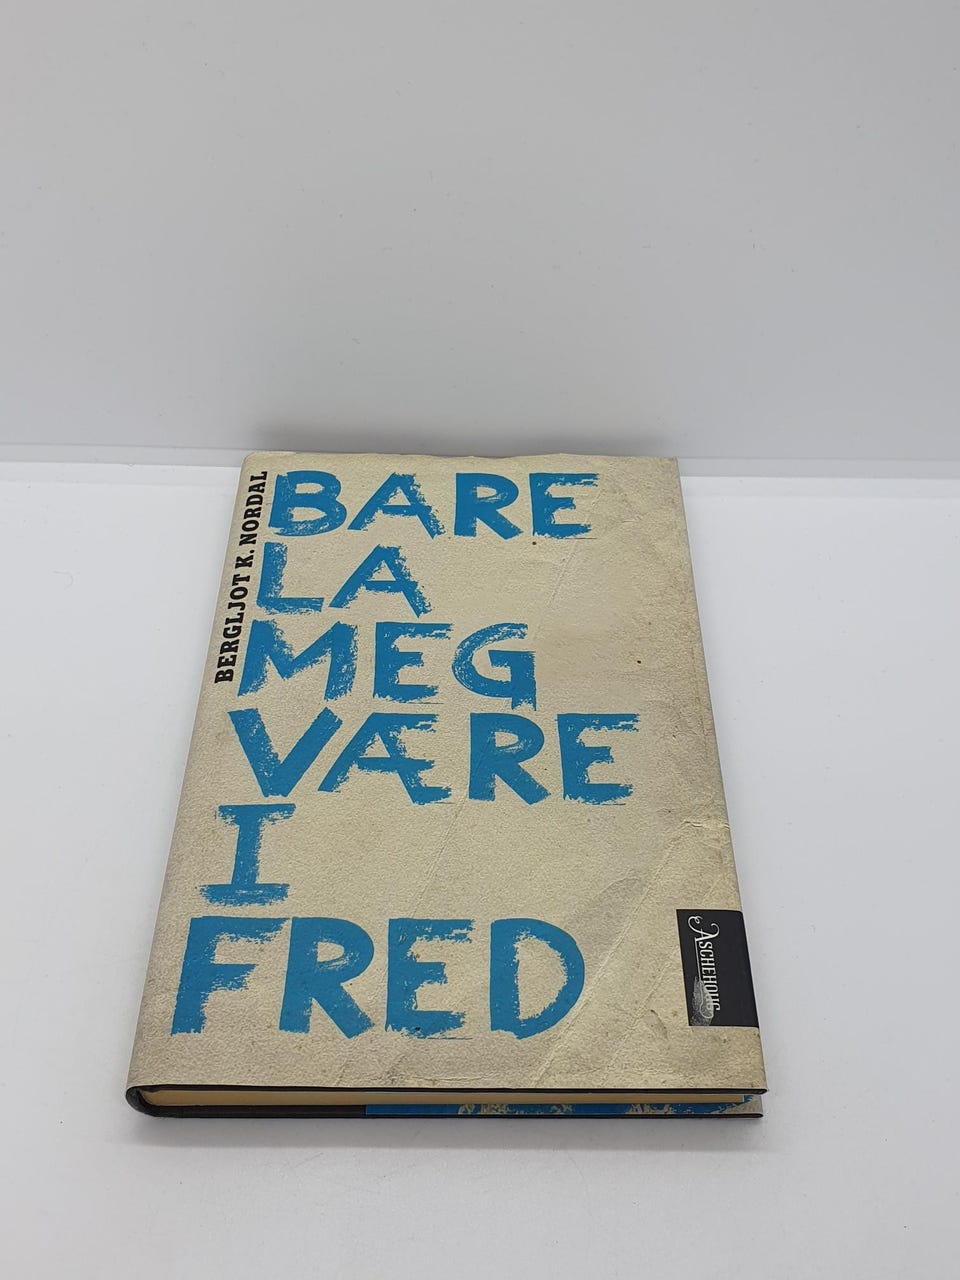 BERGLJOT K. NORDAL
BARE
LA
MEG
VÆRE
I
FRED
ASCHEHOUG